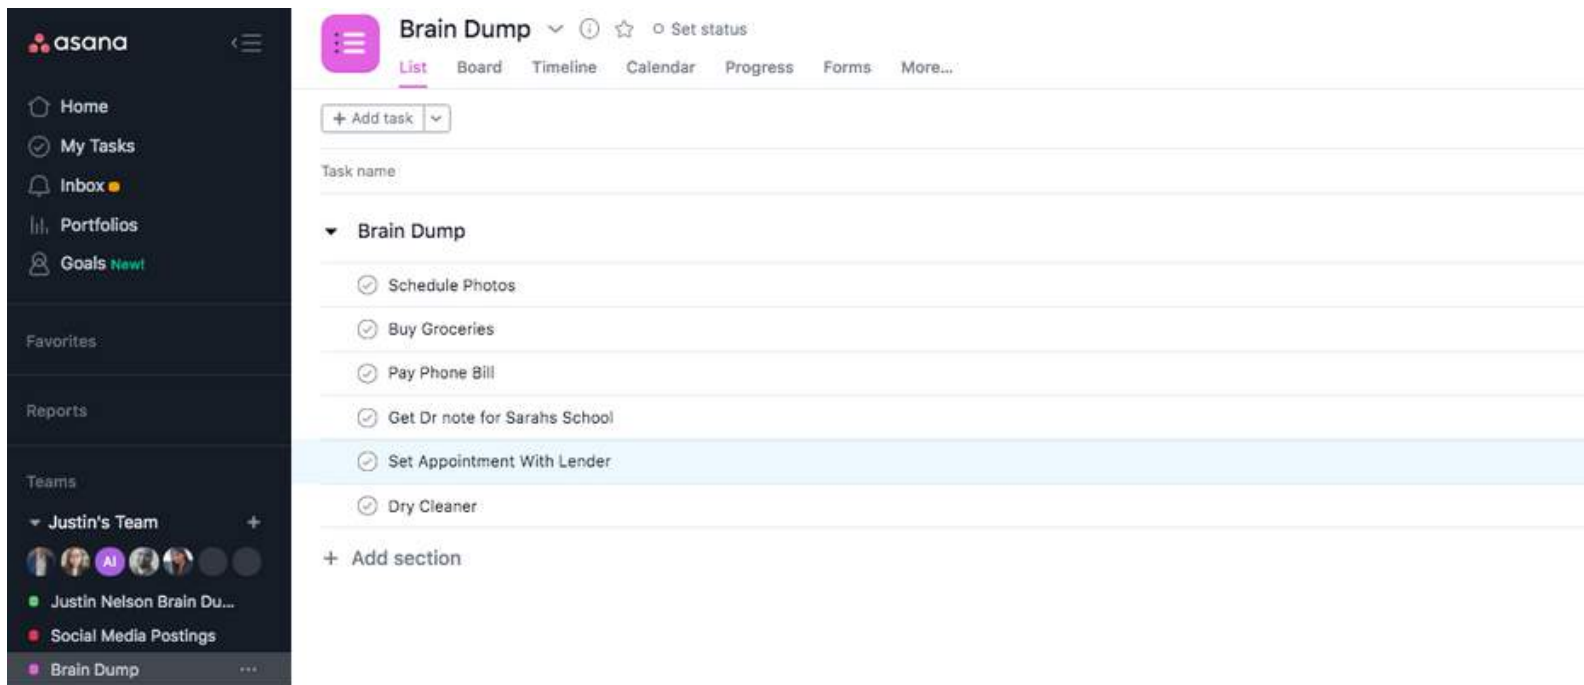 asana
Home
My Tasks
Inbox
Portfolios
Goals New!
Favorites
Reports
Teams
Justin's Team +
AI
Justin Nelson Brain Du...
Social Media Postings
Brain Dump ...
Brain Dump Set status
List Board Timeline Calendar Progress Forms More...
+ Add task
Task name
Brain Dump
Schedule Photos
Buy Groceries
Pay Phone Bill
Get Dr note for Sarahs School
Set Appointment With Lender
Dry Cleaner
+ Add section